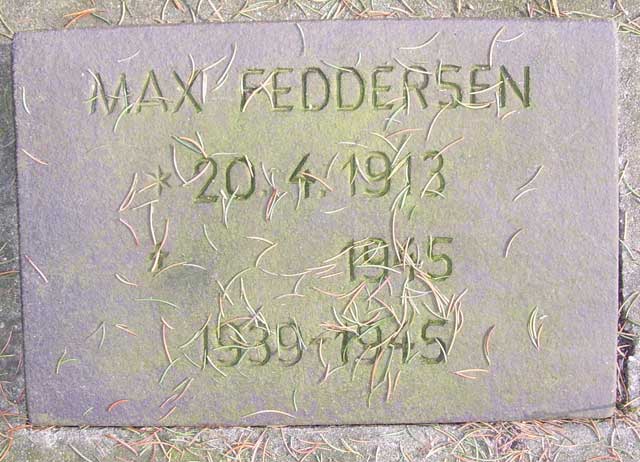 MAX FEDDERSEN
* 20.4.1913
† 1945
1939-1945